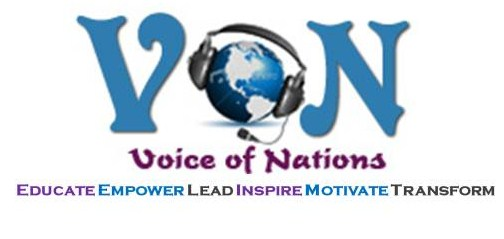 VON
Voice of Nations
EDUCATE EMPOWER LEAD INSPIRE MOTIVATE TRANSFORM